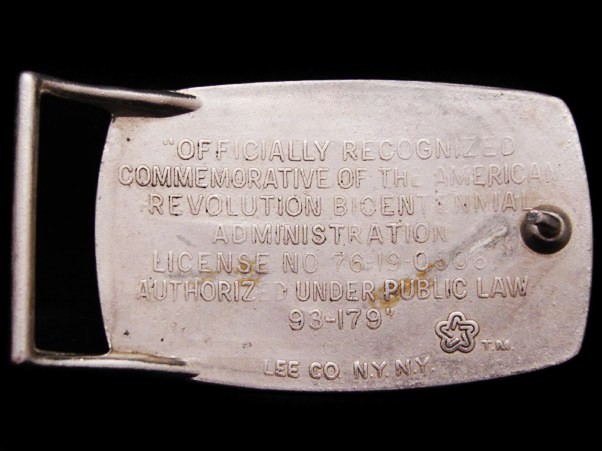 "OFFICIALLY RECOGNIZED
COMMEMORATIVE OF THE AMERICAN
REVOLUTION BICENTENNIAL
ADMINISTRATION
LICENSE NO 76-19-0
AUTHORIZED UNDER PUBLIC LAW
93-179"
T.M.
LEE CO. N.Y. N.Y.